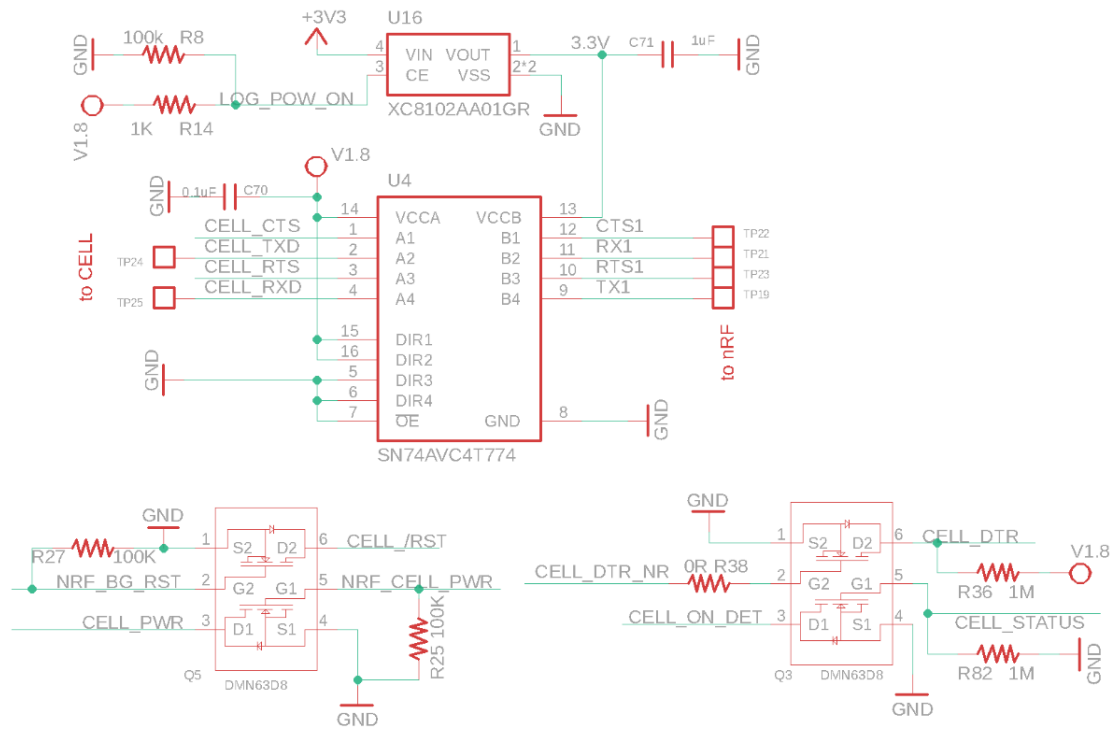 +3V3
U16
100k R8
GND
4 VIN VOUT 1
3 CE VSS 2*2
3.3V
C71 1uF
GND
LOG_POW_ON
XC8102AA01GR
GND
V1.8
1K R14
V1.8
GND
0.1uF C70
U4
14 VCCA VCCB 13
CELL_CTS 1 A1 B1 12 CTS1 TP22
CELL_TXD 2 A2 B2 11 RX1 TP21
CELL_RTS 3 A3 B3 10 RTS1 TP23
CELL_RXD 4 A4 B4 9 TX1 TP19
TP24
TP25
to CELL
to nRF
15 DIR1
16 DIR2
5 DIR3
6 DIR4
7 OE GND 8
GND
GND
SN74AVC4T774
GND
R27 100K
1 S2 D2 6 CELL_/RST
NRF_BG_RST 2 G2 G1 5 NRF_CELL_PWR
CELL_PWR 3 D1 S1 4
R25 100K
Q5 DMN63D8
GND
GND
1 S2 D2 6 CELL_DTR
V1.8
CELL_DTR_NR 0R R38 2 G2 G1 5
R36 1M
CELL_ON_DET 3 D1 S1 4
CELL_STATUS
R82 1M
GND
Q3 DMN63D8
GND